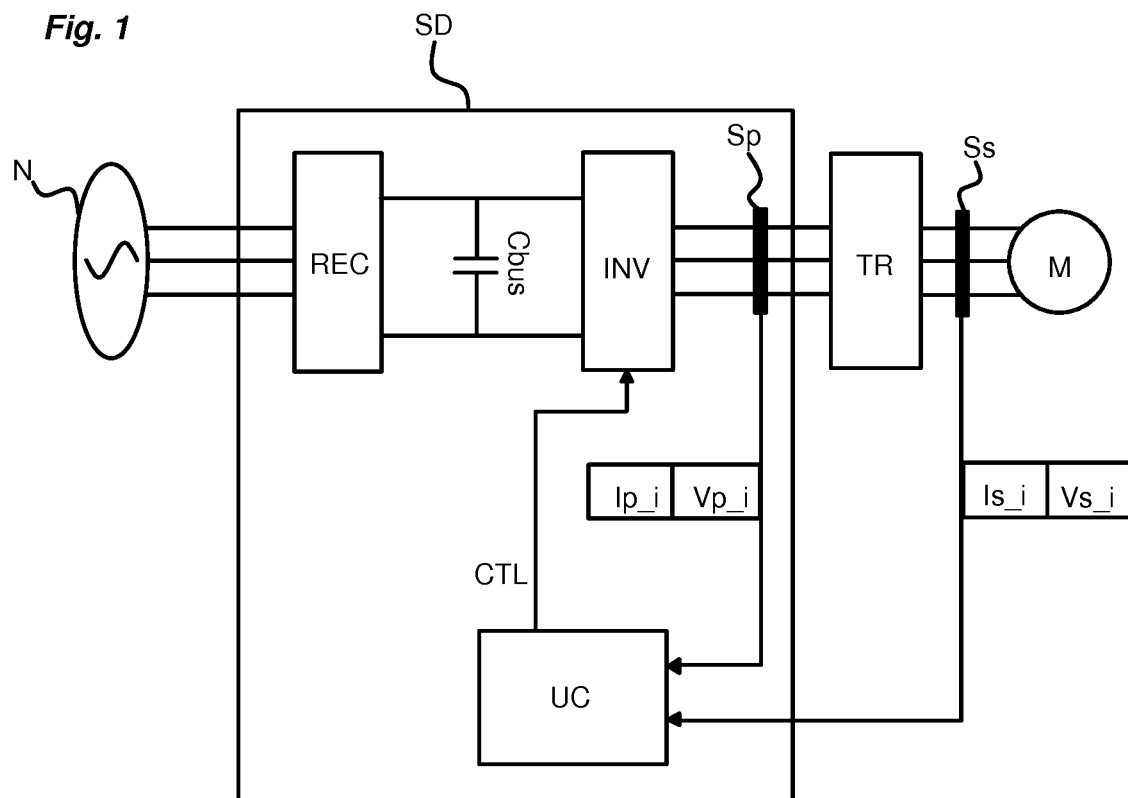 Fig. 1
SD
N
Sp
Ss
REC
Cbus
INV
TR
M
Ip_i
Vp_i
Is_i
Vs_i
CTL
UC